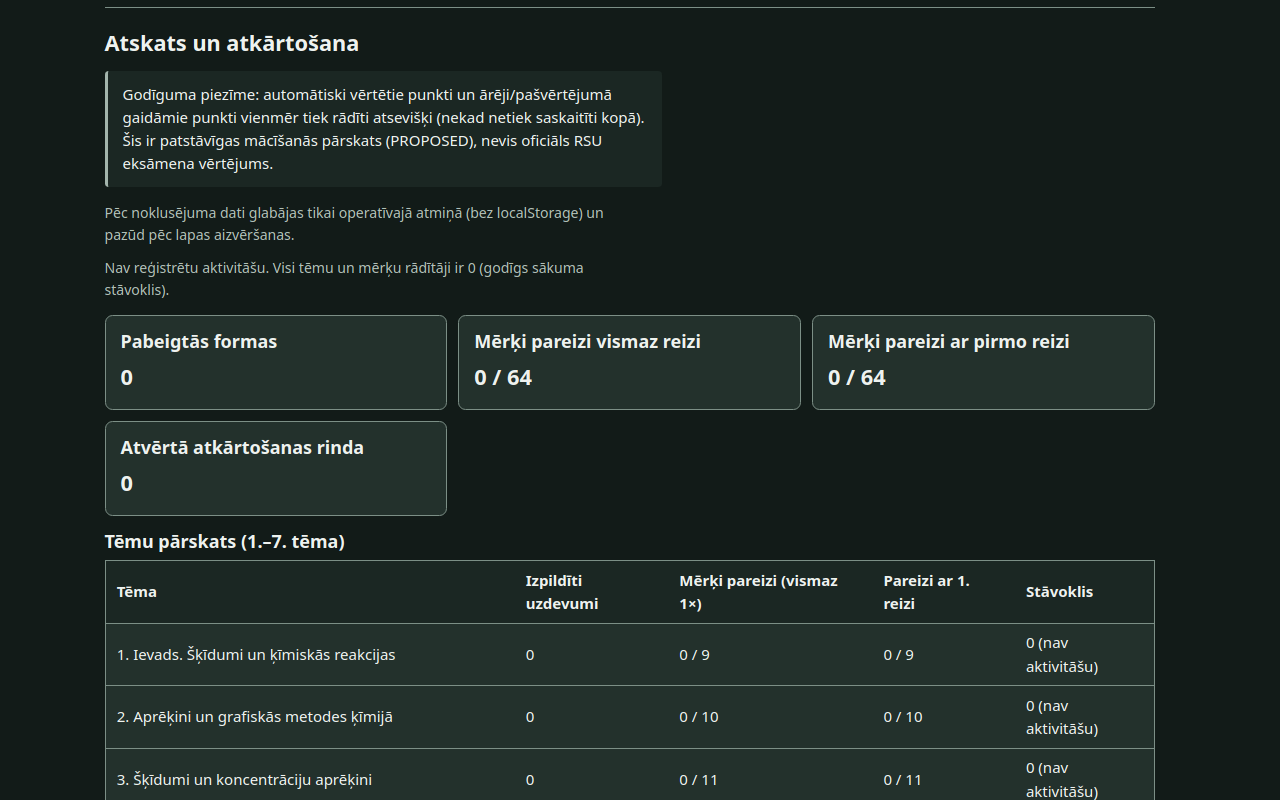 Atskats un atkārtošana
Godīguma piezīme: automātiski vērtētie punkti un ārēji/pašvērtējumā
gaidāmie punkti vienmēr tiek rādīti atsevišķi (nekad netiek saskaitīti kopā).
Šis ir patstāvīgas mācīšanās pārskats (PROPOSED), nevis oficiāls RSU
eksāmena vērtējums.
Pēc noklusējuma dati glabājas tikai operatīvajā atmiņā (bez localStorage) un
pazūd pēc lapas aizvēršanas.
Nav reģistrētu aktivitāšu. Visi tēmu un mērķu rādītāji ir 0 (godīgs sākuma
stāvoklis).
Pabeigtās formas
0
Mērķi pareizi vismaz reizi
0 / 64
Mērķi pareizi ar pirmo reizi
0 / 64
Atvērtā atkārtošanas rinda
0
Tēmu pārskats (1.–7. tēma)
Tēma
Izpildīti
uzdevumi
Mērķi pareizi (vismaz
1×)
Pareizi ar 1.
reizi
Stāvoklis
1. Ievads. Šķīdumi un ķīmiskās reakcijas
0
0 / 9
0 / 9
0 (nav
aktivitāšu)
2. Aprēķini un grafiskās metodes ķīmijā
0
0 / 10
0 / 10
0 (nav
aktivitāšu)
3. Šķīdumi un koncentrāciju aprēķini
0
0 / 11
0 / 11
0 (nav
aktivitāšu)